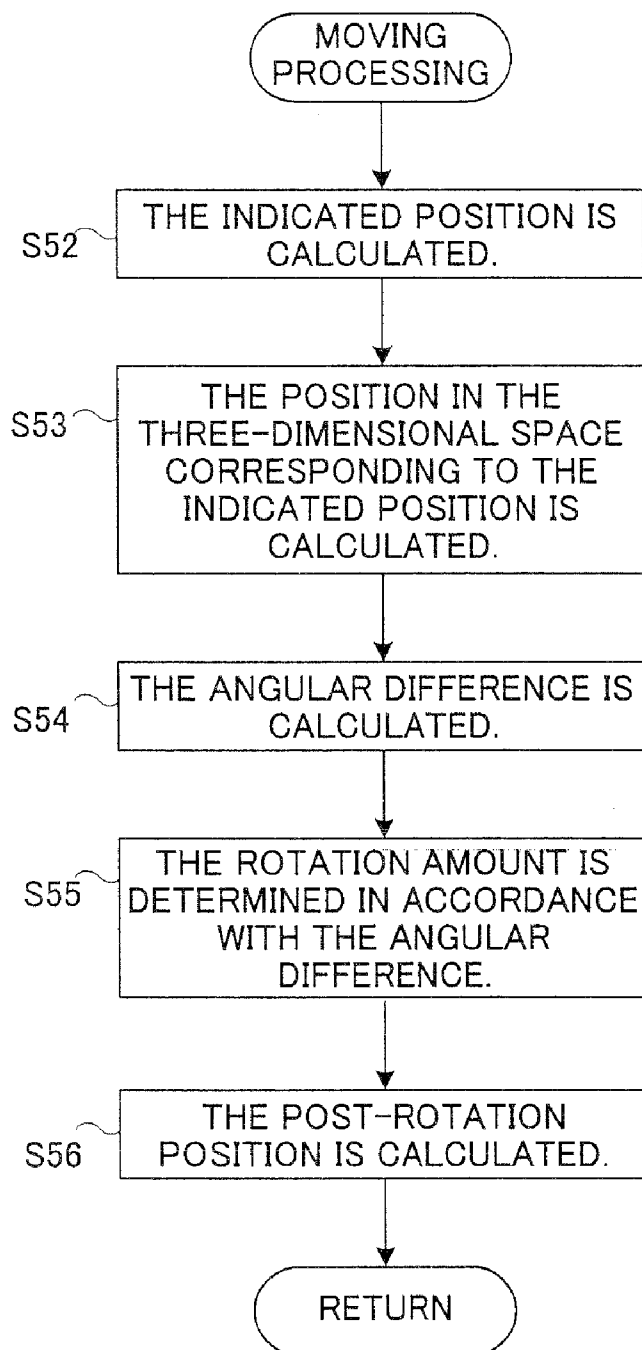 MOVING
PROCESSING
S52
THE INDICATED POSITION IS
CALCULATED.
S53
THE POSITION IN THE
THREE-DIMENSIONAL SPACE
CORRESPONDING TO THE
INDICATED POSITION IS
CALCULATED.
S54
THE ANGULAR DIFFERENCE IS
CALCULATED.
S55
THE ROTATION AMOUNT IS
DETERMINED IN ACCORDANCE
WITH THE ANGULAR
DIFFERENCE.
S56
THE POST-ROTATION
POSITION IS CALCULATED.
RETURN